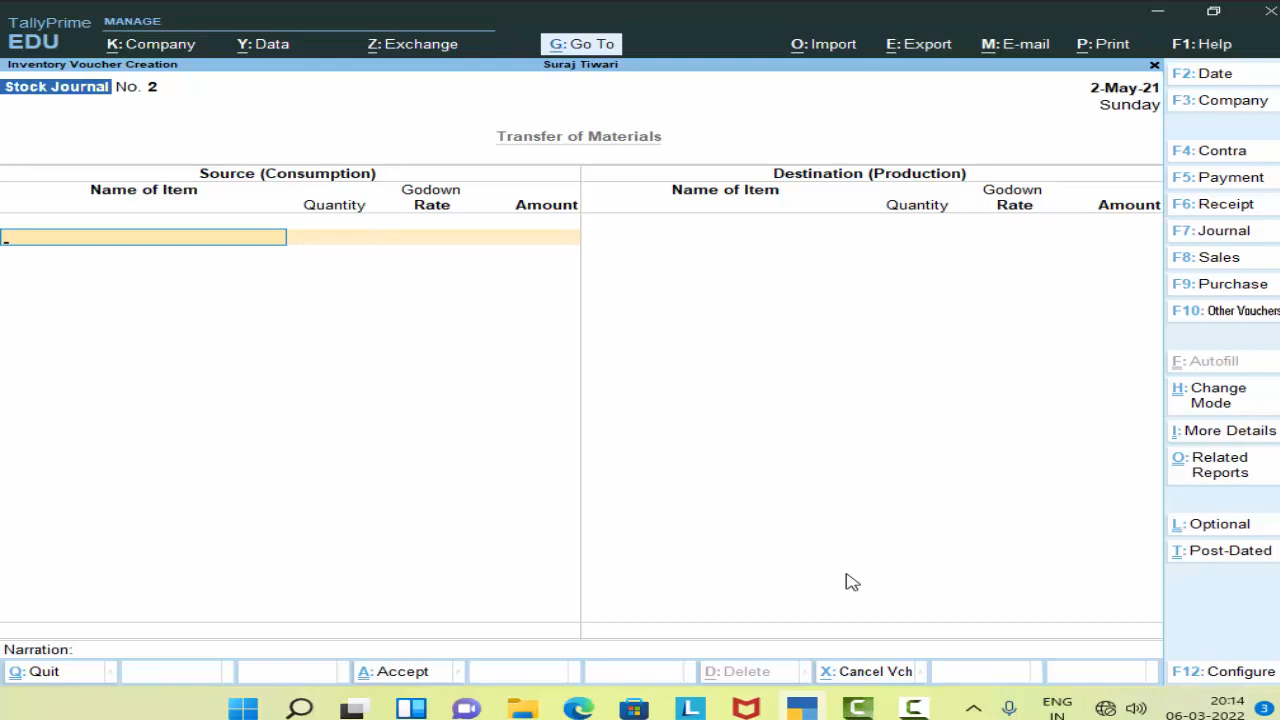 TallyPrime MANAGE
EDU K: Company Y: Data Z: Exchange G: Go To O: Import E: Export M: E-mail P: Print F1: Help
Inventory Voucher Creation Suraj Tiwari
Stock Journal No. 2 2-May-21
Sunday
Transfer of Materials
Source (Consumption) Destination (Production)
Name of Item Godown Name of Item Godown
Quantity Rate Amount Quantity Rate Amount
F2: Date
F3: Company
F4: Contra
F5: Payment
F6: Receipt
F7: Journal
F8: Sales
F9: Purchase
F10: Other Vouchers
F: Autofill
H: Change
Mode
I: More Details
O: Related
Reports
L: Optional
T: Post-Dated
Narration:
Q: Quit A: Accept D: Delete X: Cancel Vch F12: Configure
ENG 20:14
IN 06-03-2022 3